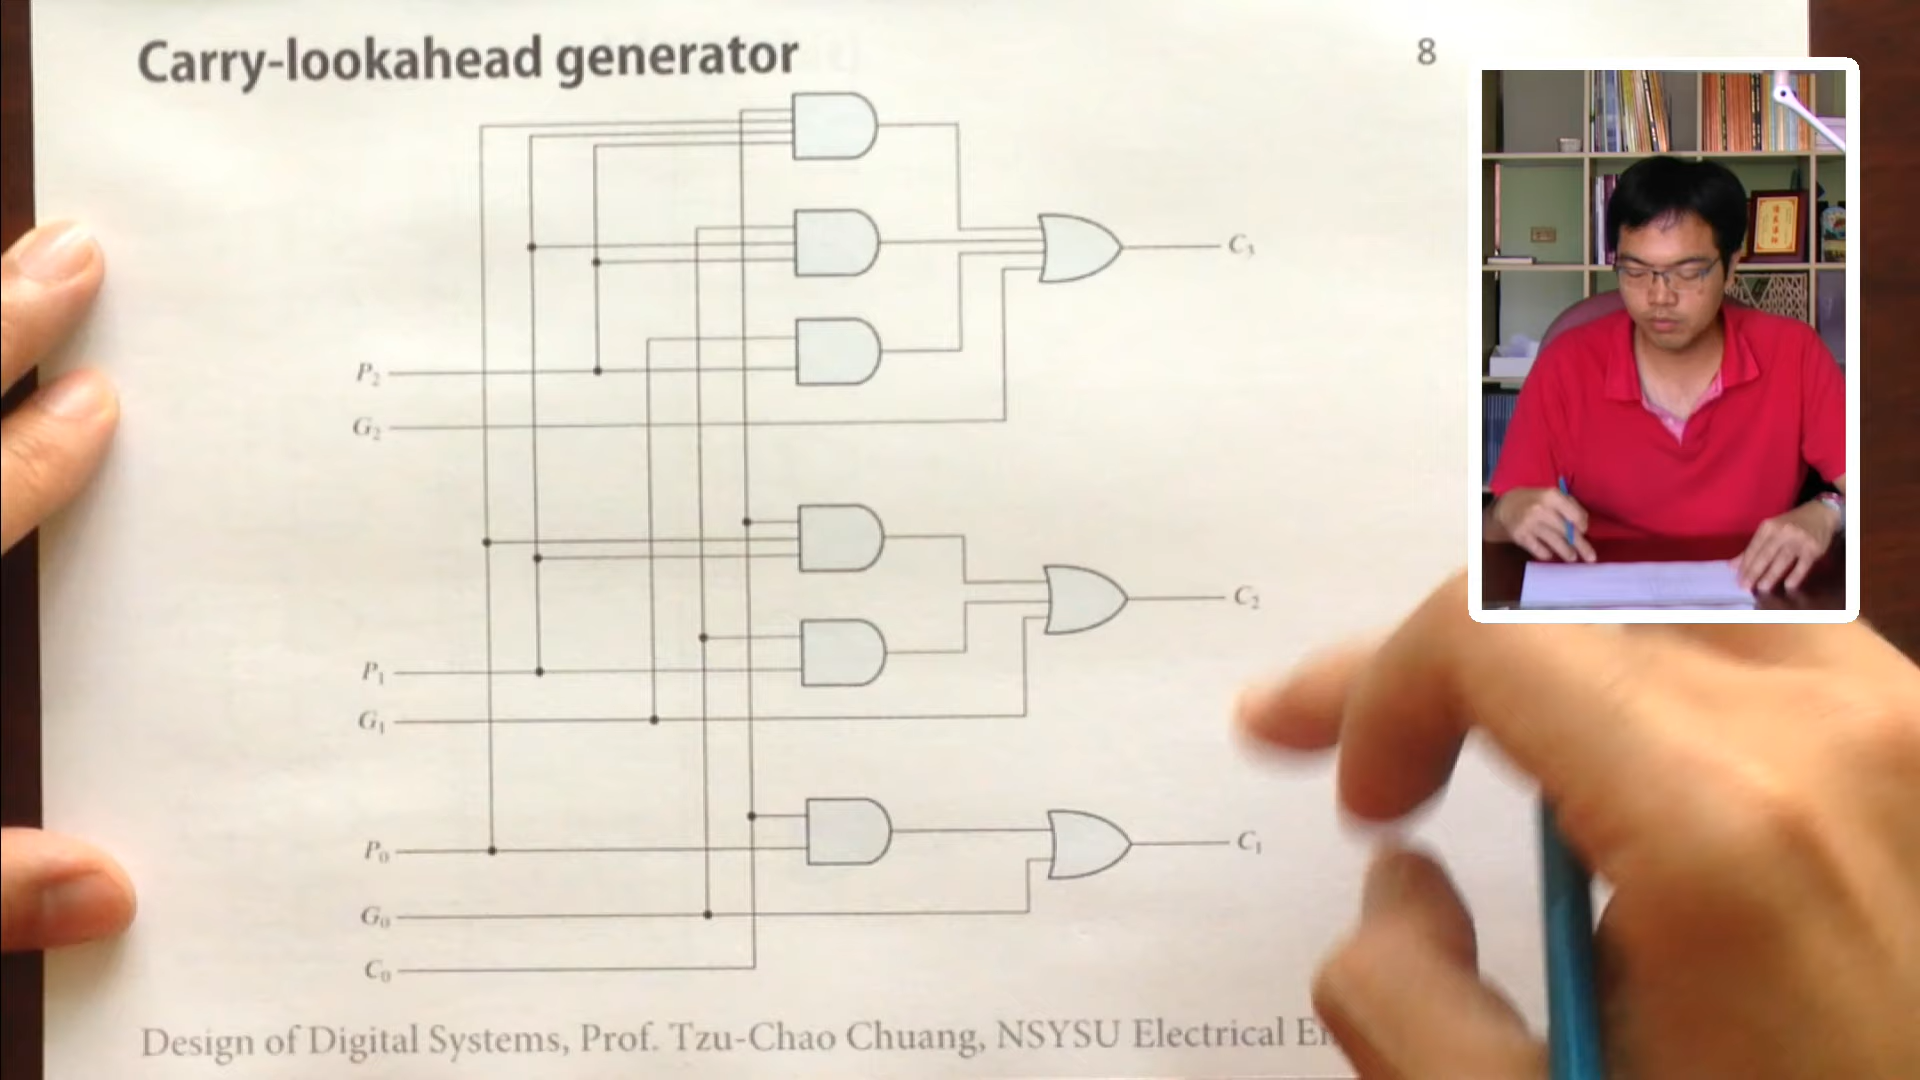 Carry-lookahead generator
8
C3
P2
G2
C2
P1
G1
P0
C1
G0
C0
Design of Digital Systems, Prof. Tzu-Chao Chuang, NSYSU Electrical